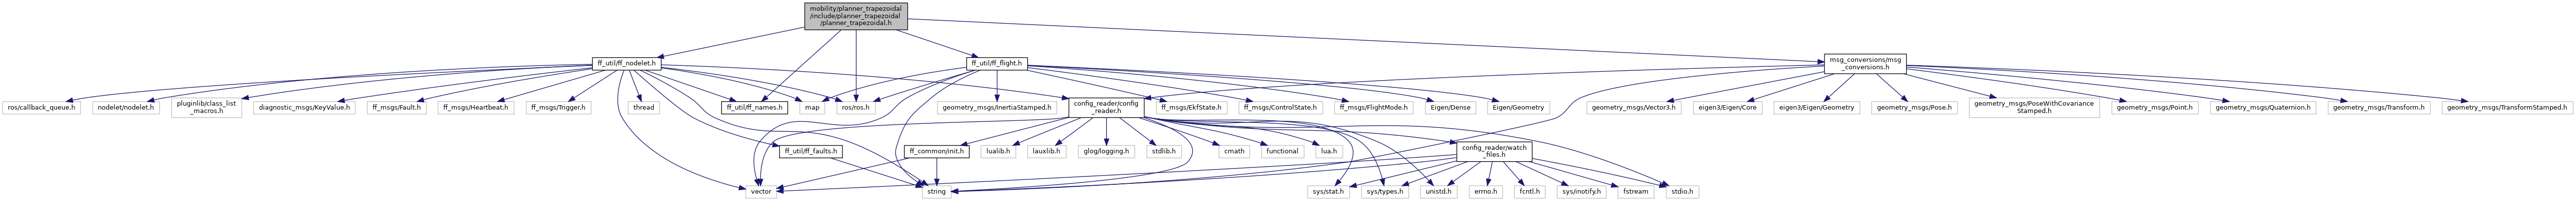 mobility/planner_trapezoidal
/include/planner_trapezoidal
/planner_trapezoidal.h
ff_util/ff_nodelet.h
ff_util/ff_flight.h
msg_conversions/msg
_conversions.h
ros/callback_queue.h
nodelet/nodelet.h
pluginlib/class_list
_macros.h
diagnostic_msgs/KeyValue.h
ff_msgs/Fault.h
ff_msgs/Heartbeat.h
ff_msgs/Trigger.h
thread
ff_util/ff_names.h
map
ros/ros.h
geometry_msgs/InertiaStamped.h
config_reader/config
_reader.h
ff_msgs/EkfState.h
ff_msgs/ControlState.h
ff_msgs/FlightMode.h
Eigen/Dense
Eigen/Geometry
geometry_msgs/Vector3.h
eigen3/Eigen/Core
eigen3/Eigen/Geometry
geometry_msgs/Pose.h
geometry_msgs/PoseWithCovariance
Stamped.h
geometry_msgs/Point.h
geometry_msgs/Quaternion.h
geometry_msgs/Transform.h
geometry_msgs/TransformStamped.h
ff_util/ff_faults.h
ff_common/init.h
lualib.h
lauxlib.h
glog/logging.h
stdlib.h
cmath
functional
lua.h
config_reader/watch
_files.h
vector
string
sys/stat.h
sys/types.h
unistd.h
errno.h
fcntl.h
sys/inotify.h
fstream
stdio.h